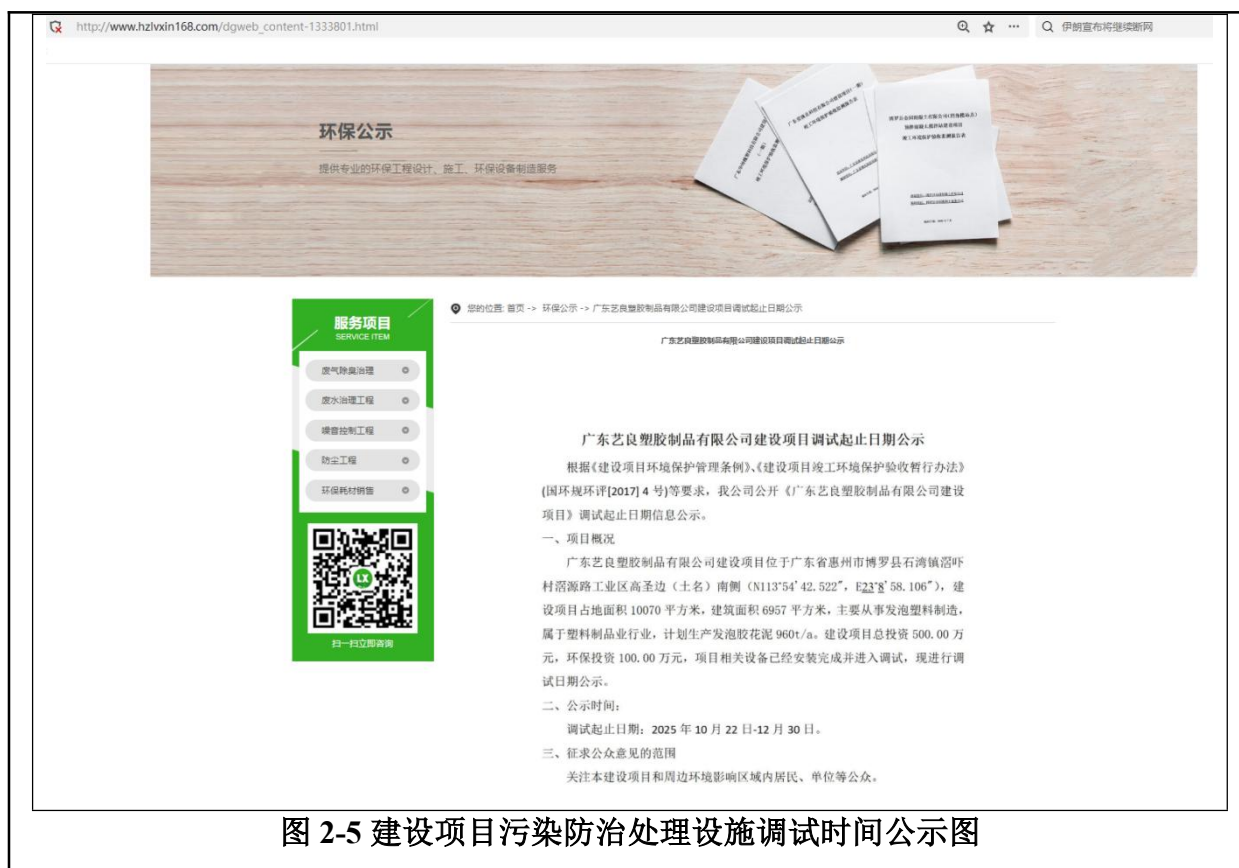 http://www.hzlvxin168.com/dgweb_content-1333801.html
伊朗宣布将继续断网
环保公示
提供专业的环保工程设计、施工、环保设备制造服务
服务项目
SERVICE ITEM
废气除臭治理
废水治理工程
噪音控制工程
防尘工程
环保耗材销售
LX
扫一扫立即咨询
您的位置: 首页 -> 环保公示 -> 广东艺良塑胶制品有限公司建设项目调试起止日期公示
广东艺良塑胶制品有限公司建设项目调试起止日期公示
广东艺良塑胶制品有限公司建设项目调试起止日期公示
根据《建设项目环境保护管理条例》、《建设项目竣工环境保护验收暂行办法》
(国环规环评[2017] 4 号)等要求，我公司公开《广东艺良塑胶制品有限公司建设
项目》调试起止日期信息公示。
一、项目概况
广东艺良塑胶制品有限公司建设项目位于广东省惠州市博罗县石湾镇滘吓
村滘源路工业区高圣边（土名）南侧（N113°54′42.522″，E23°8′58.106″），建
设项目占地面积 10070 平方米，建筑面积 6957 平方米，主要从事发泡塑料制造，
属于塑料制品业行业，计划生产发泡胶花泥 960t/a。建设项目总投资 500.00 万
元，环保投资 100.00 万元，项目相关设备已经安装完成并进入调试，现进行调
试日期公示。
二、公示时间：
调试起止日期：2025 年 10 月 22 日-12 月 30 日。
三、征求公众意见的范围
关注本建设项目和周边环境影响区域内居民、单位等公众。
图 2-5 建设项目污染防治处理设施调试时间公示图